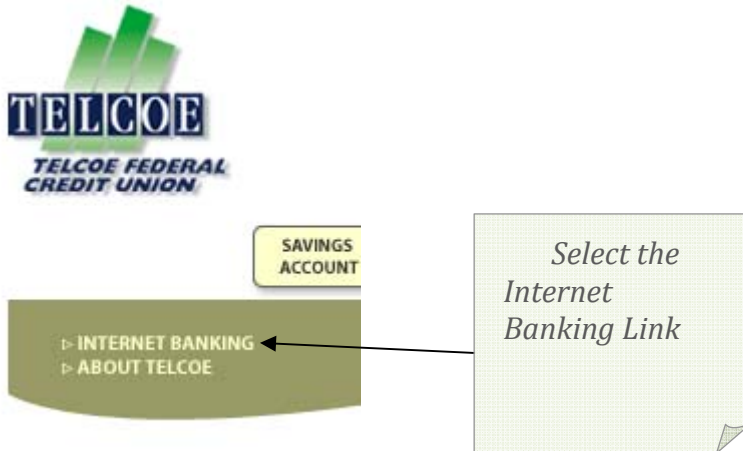 TELCOE
TELCOE FEDERAL
CREDIT UNION
SAVINGS
ACCOUNT
▷ INTERNET BANKING
▷ ABOUT TELCOE
Select the
Internet
Banking Link